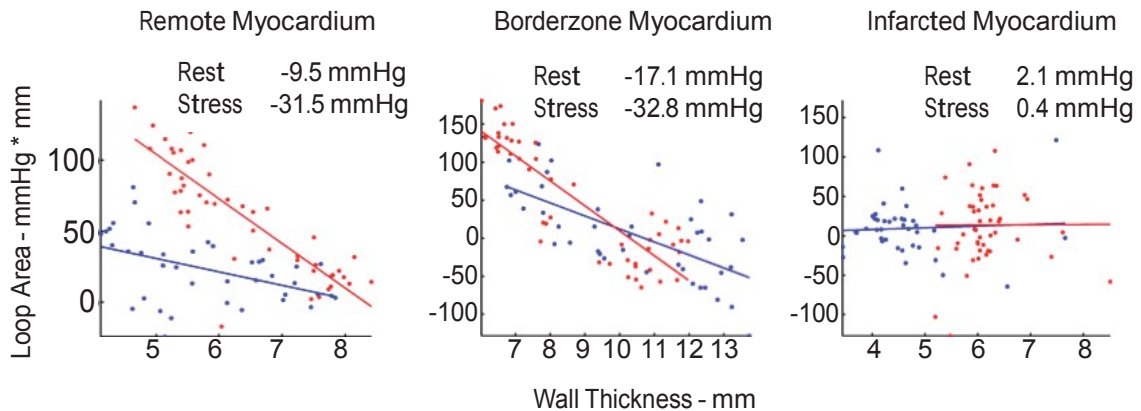 Remote Myocardium
Rest -9.5 mmHg
Stress -31.5 mmHg
Borderzone Myocardium
Rest -17.1 mmHg
Stress -32.8 mmHg
Infarcted Myocardium
Rest 2.1 mmHg
Stress 0.4 mmHg
Loop Area - mmHg * mm
100
50
0
5 6 7 8
150
100
50
0
-50
-100
7 8 9 10 11 12 13
150
100
50
0
-50
-100
4 5 6 7 8
Wall Thickness - mm